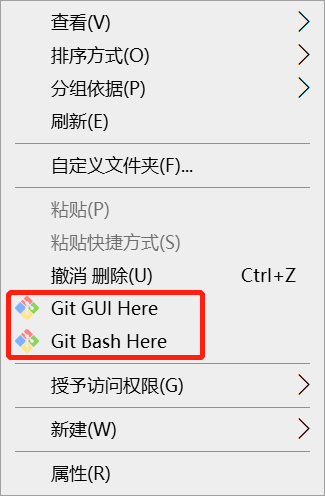 查看(V)
排序方式(O)
分组依据(P)
刷新(E)
自定义文件夹(F)...
粘贴(P)
粘贴快捷方式(S)
撤消 删除(U) Ctrl+Z
Git GUI Here
Git Bash Here
授予访问权限(G)
新建(W)
属性(R)